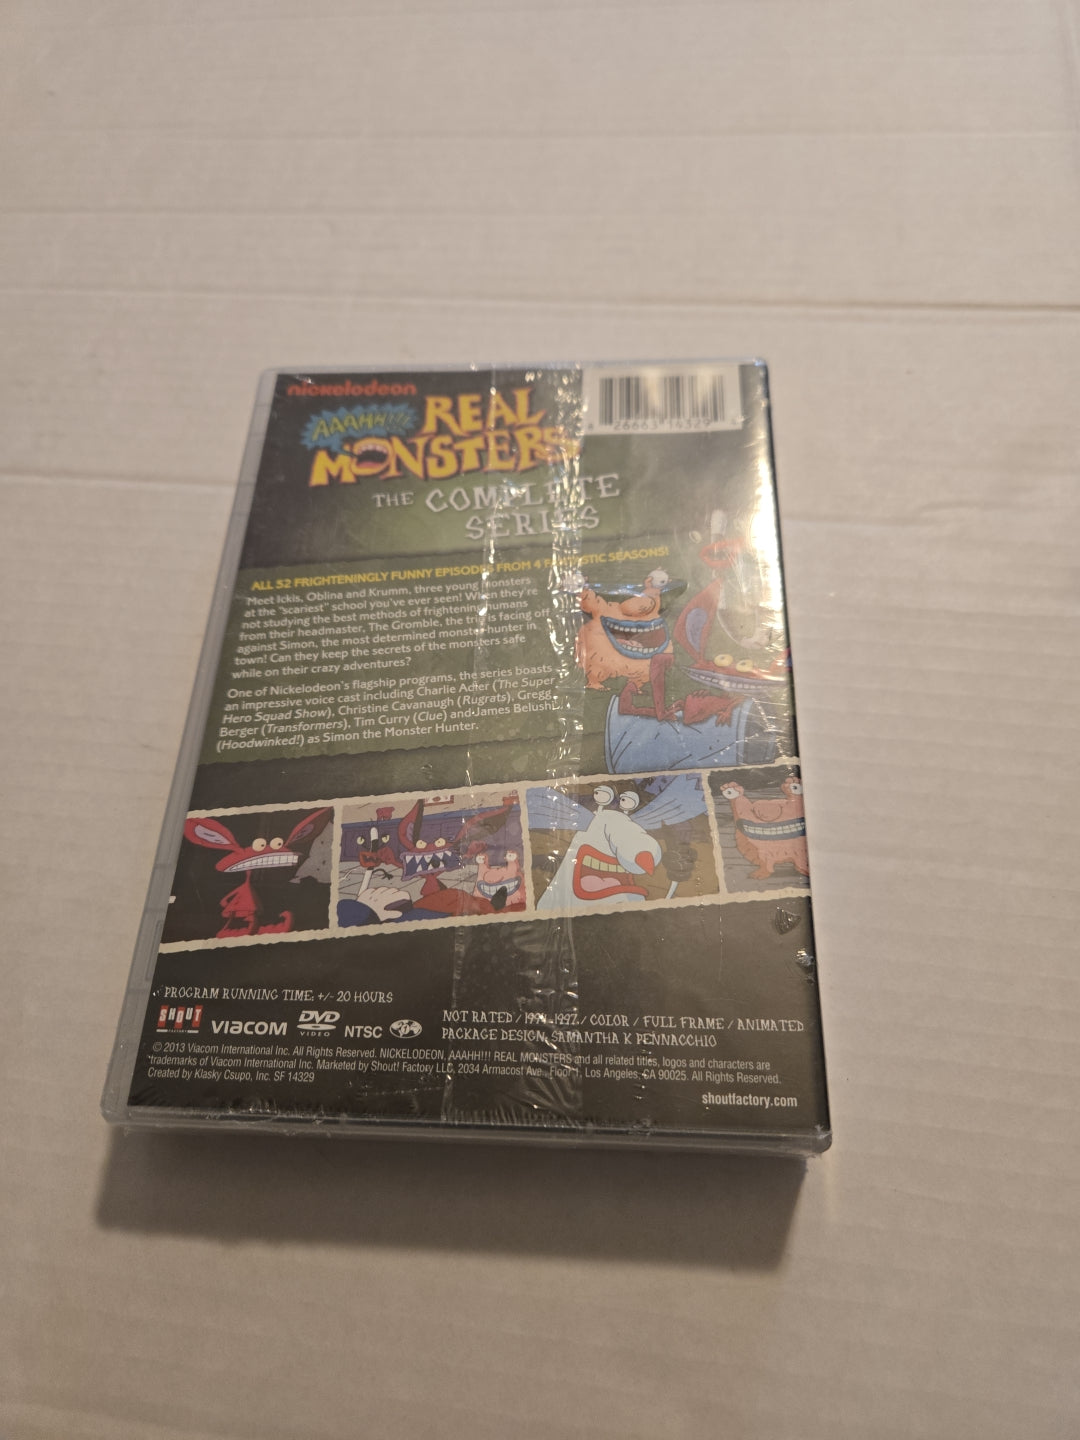 nickelodeon
AAAHH!!!
REAL
MONSTERS
8 26663 14329 4
THE COMPLETE
SERIES
ALL 52 FRIGHTENINGLY FUNNY EPISODES FROM 4 FANTASTIC SEASONS!
Meet Ickis, Oblina and Krumm, three young monsters
at the "scariest" school you've ever seen! When they're
not studying the best methods of frightening humans
from their headmaster, The Gromble, the trio is facing off
against Simon, the most determined monster hunter in
town! Can they keep the secrets of the monsters safe
while on their crazy adventures?
One of Nickelodeon's flagship programs, the series boasts
an impressive voice cast including Charlie Adler (The Super
Hero Squad Show), Christine Cavanaugh (Rugrats), Gregg
Berger (Transformers), Tim Curry (Clue) and James Belushi
(Hoodwinked!) as Simon the Monster Hunter.
PROGRAM RUNNING TIME: +/- 20 HOURS
SHOUT
FACTORY
VIACOM
DVD
VIDEO
NTSC
NOT RATED / 1994-1997 / COLOR / FULL FRAME / ANIMATED
PACKAGE DESIGN: SAMANTHA K PENNACCHIO
© 2013 Viacom International Inc. All Rights Reserved. NICKELODEON, AAAHH!!! REAL MONSTERS and all related titles, logos and characters are
trademarks of Viacom International Inc. Marketed by Shout! Factory LLC, 2034 Armacost Ave., Floor 1, Los Angeles, CA 90025. All Rights Reserved.
Created by Klasky Csupo, Inc. SF 14329
shoutfactory.com